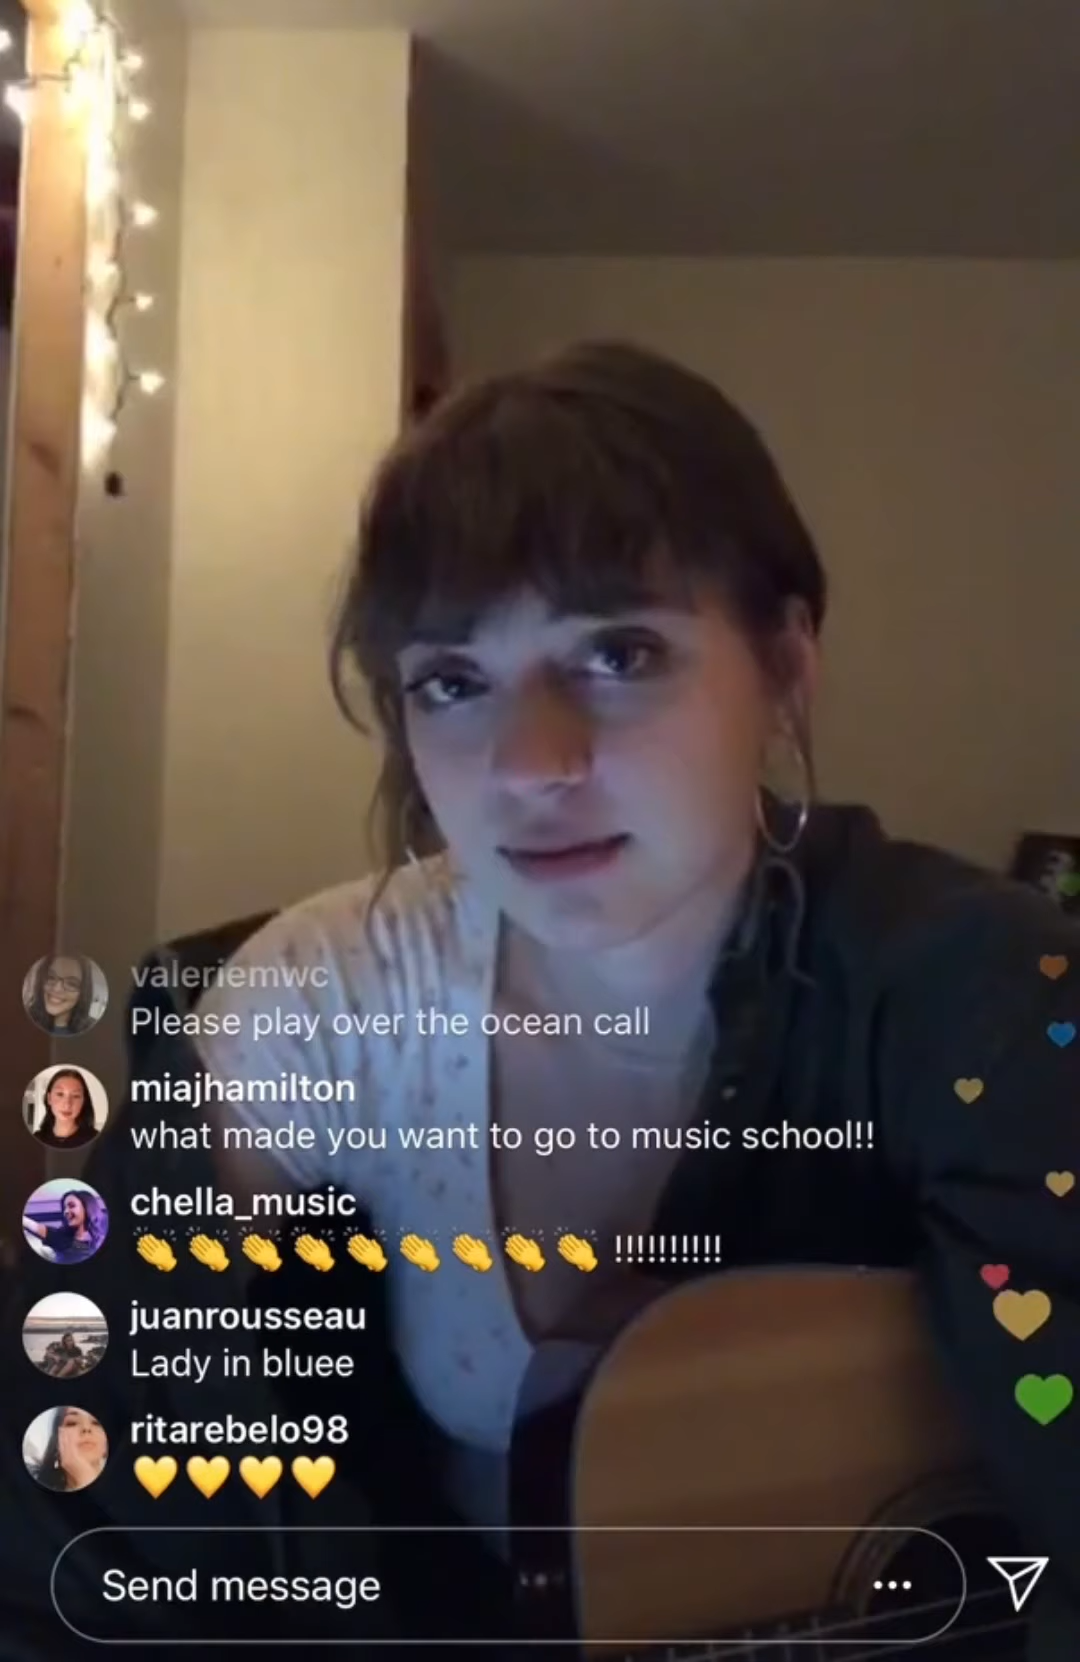 valeriemwc
Please play over the ocean call
miajhamilton
what made you want to go to music school!!
chella_music
👏👏👏👏👏👏👏👏👏 !!!!!!!!!!
juanrousseau
Lady in bluee
ritarebelo98
💛💛💛💛
Send message